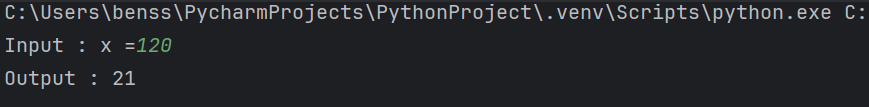 C:\Users\benss\PycharmProjects\PythonProject\.venv\Scripts\python.exe C:
Input : x =120
Output : 21